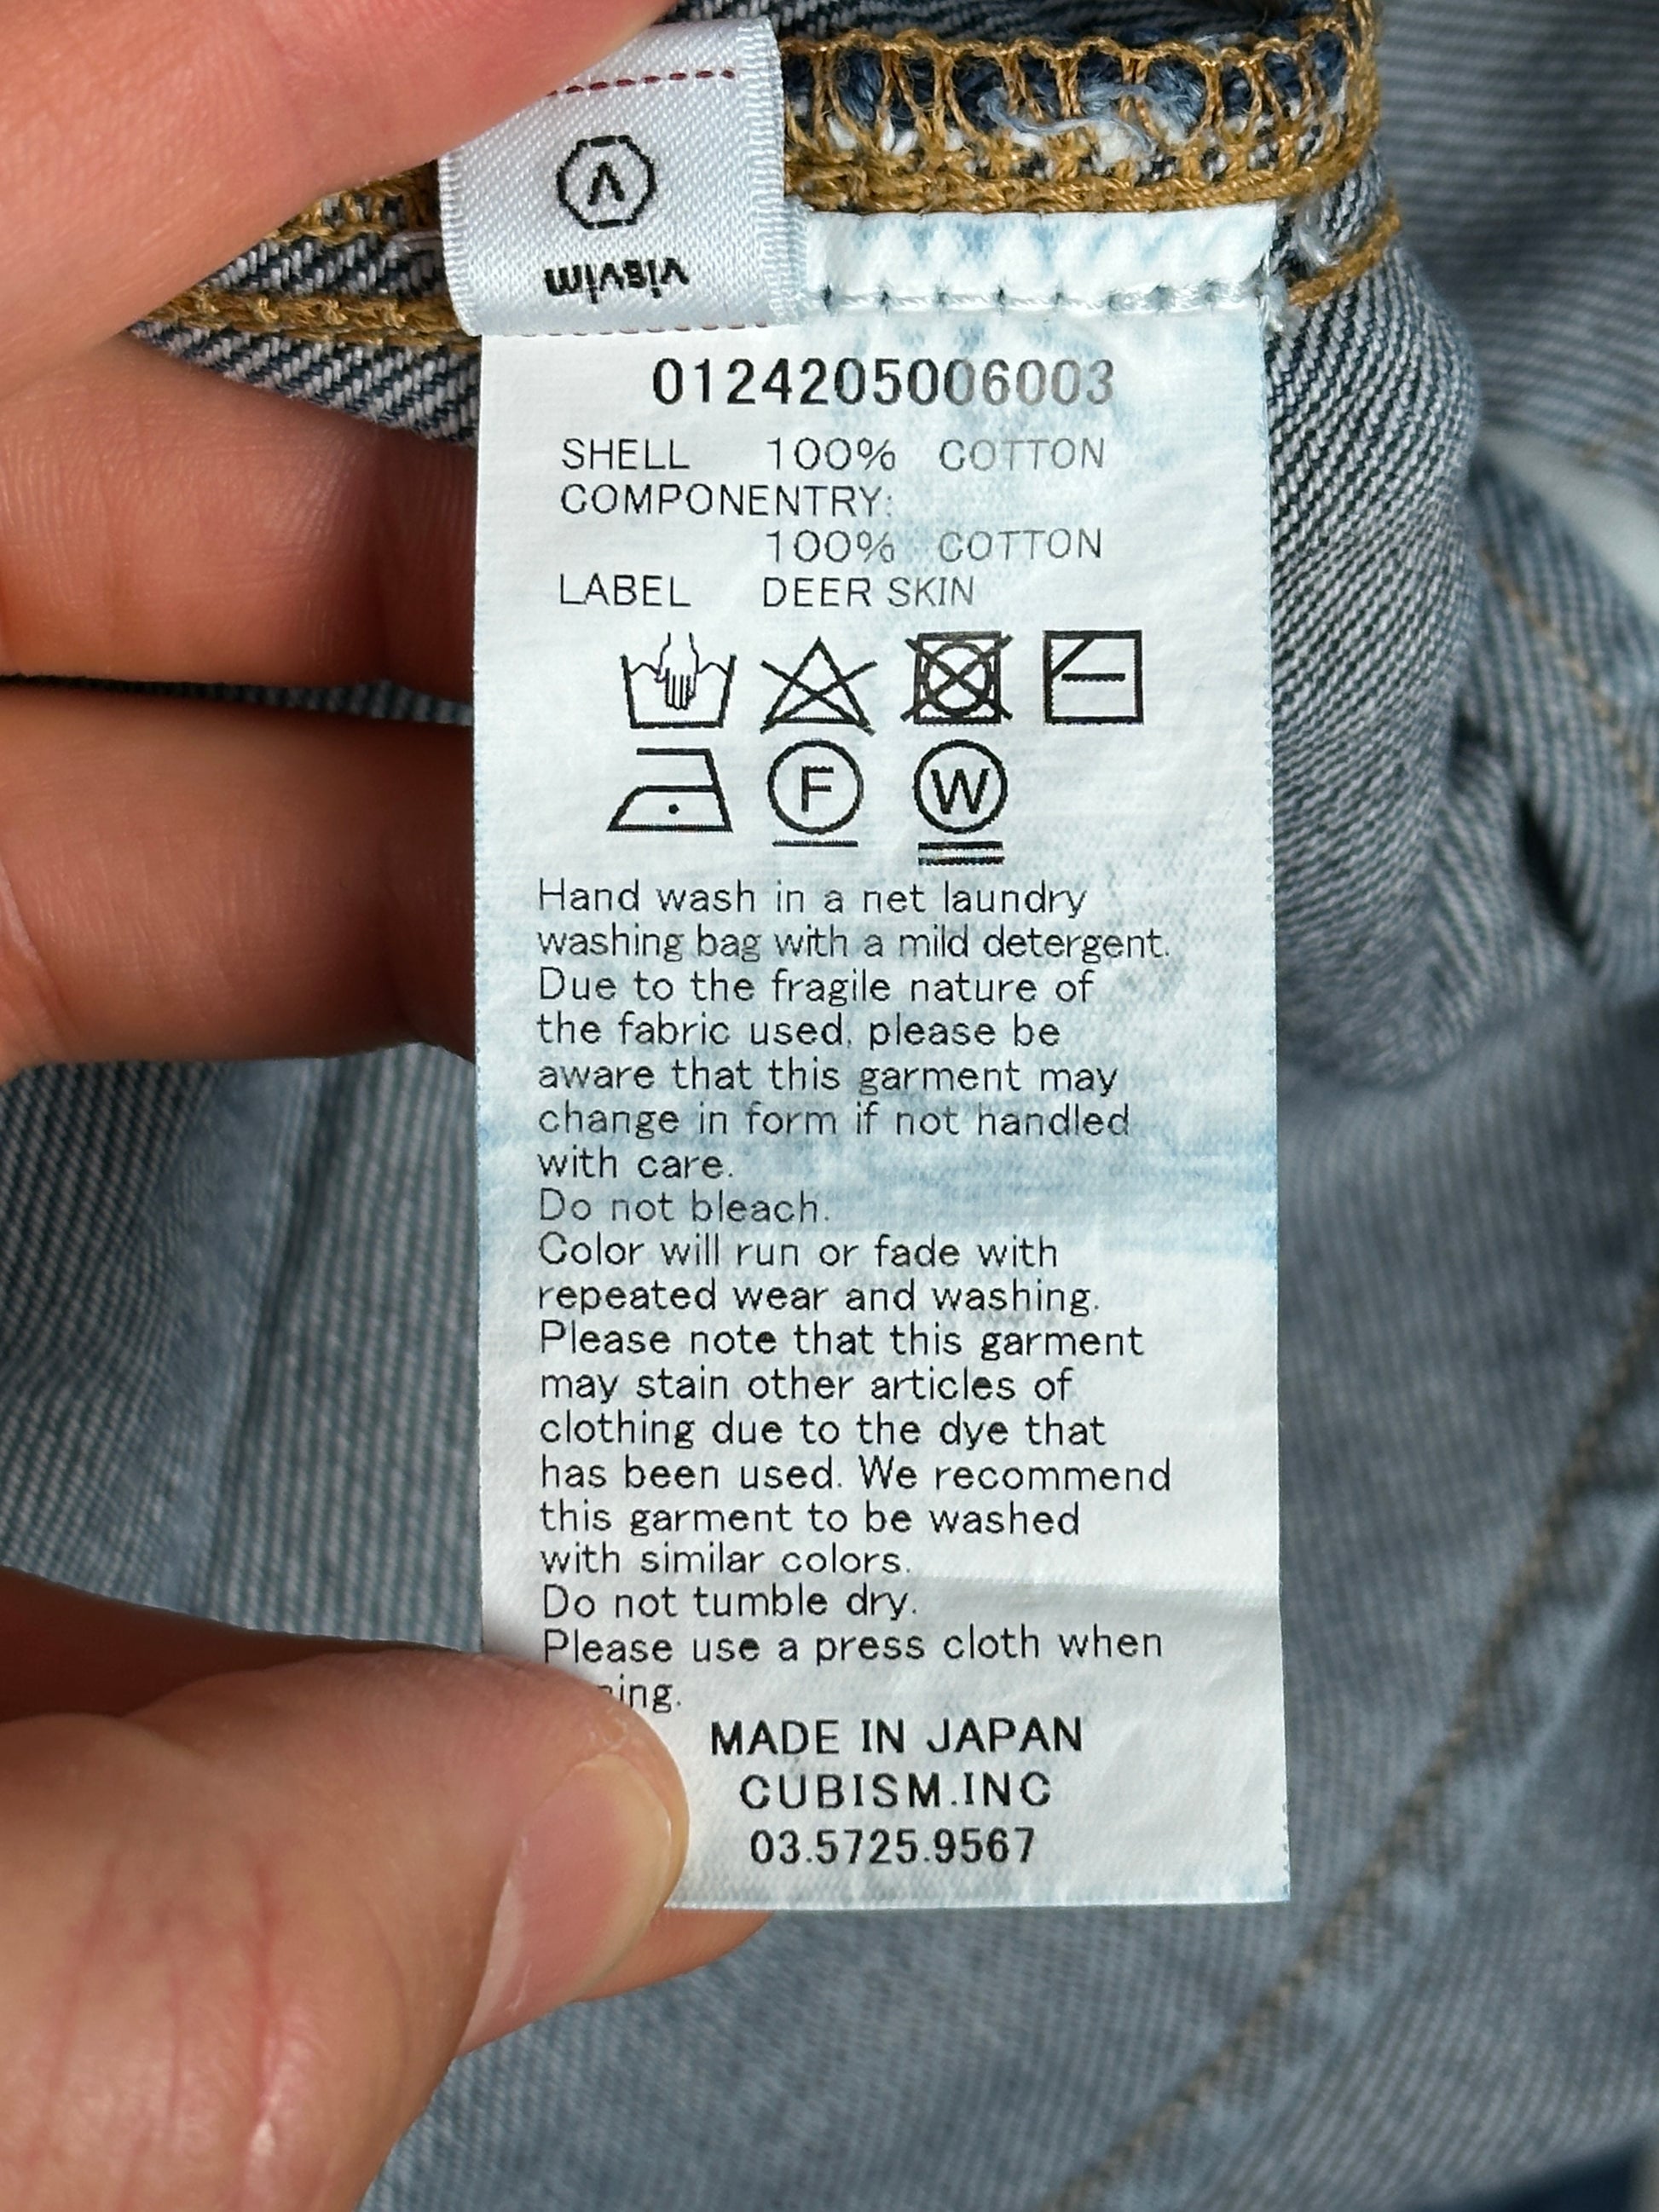 visvim
0124205006003
SHELL 100% COTTON
COMPONENTRY:
100% COTTON
LABEL DEER SKIN
F W
Hand wash in a net laundry
washing bag with a mild detergent.
Due to the fragile nature of
the fabric used, please be
aware that this garment may
change in form if not handled
with care.
Do not bleach.
Color will run or fade with
repeated wear and washing.
Please note that this garment
may stain other articles of
clothing due to the dye that
has been used. We recommend
this garment to be washed
with similar colors.
Do not tumble dry.
Please use a press cloth when
MADE IN JAPAN
CUBISM.INC
03.5725.9567